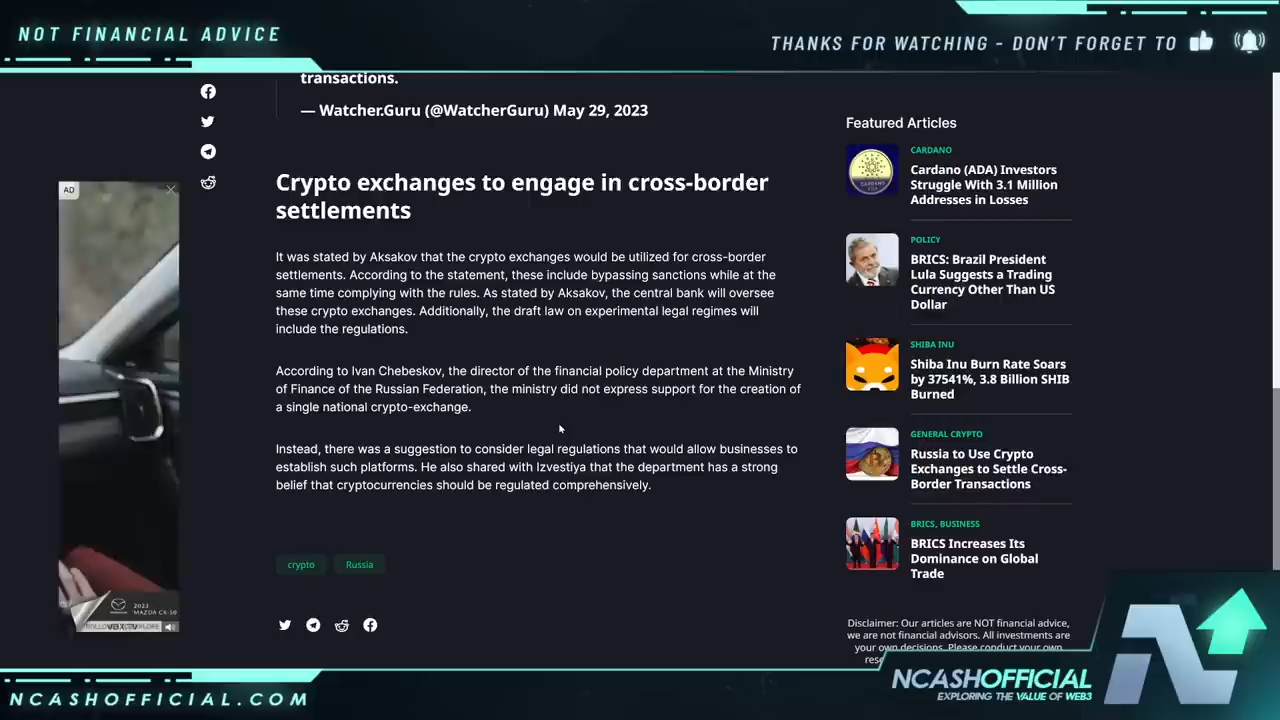 NOT FINANCIAL ADVICE
THANKS FOR WATCHING - DON'T FORGET TO
transactions.
— Watcher.Guru (@WatcherGuru) May 29, 2023
AD
Crypto exchanges to engage in cross-border
settlements
It was stated by Aksakov that the crypto exchanges would be utilized for cross-border
settlements. According to the statement, these include bypassing sanctions while at the
same time complying with the rules. As stated by Aksakov, the central bank will oversee
these crypto exchanges. Additionally, the draft law on experimental legal regimes will
include the regulations.
According to Ivan Chebeskov, the director of the financial policy department at the Ministry
of Finance of the Russian Federation, the ministry did not express support for the creation of
a single national crypto-exchange.
Instead, there was a suggestion to consider legal regulations that would allow businesses to
establish such platforms. He also shared with Izvestiya that the department has a strong
belief that cryptocurrencies should be regulated comprehensively.
crypto
Russia
Featured Articles
CARDANO
Cardano (ADA) Investors
Struggle With 3.1 Million
Addresses in Losses
POLICY
BRICS: Brazil President
Lula Suggests a Trading
Currency Other Than US
Dollar
SHIBA INU
Shiba Inu Burn Rate Soars
by 37541%, 3.8 Billion SHIB
Burned
GENERAL CRYPTO
Russia to Use Crypto
Exchanges to Settle Cross-
Border Transactions
BRICS, BUSINESS
BRICS Increases Its
Dominance on Global
Trade
Disclaimer: Our articles are NOT financial advice,
we are not financial advisors. All investments are
your own decisions. Please conduct your own
2023
MAZDA CX-50
NCASHOFFICIAL.COM
NCASHOFFICIAL
EXPLORING THE VALUE OF WEB3